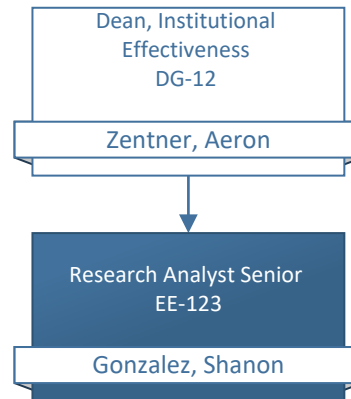 Dean, Institutional
Effectiveness
DG-12
Zentner, Aeron
Research Analyst Senior
EE-123
Gonzalez, Shanon